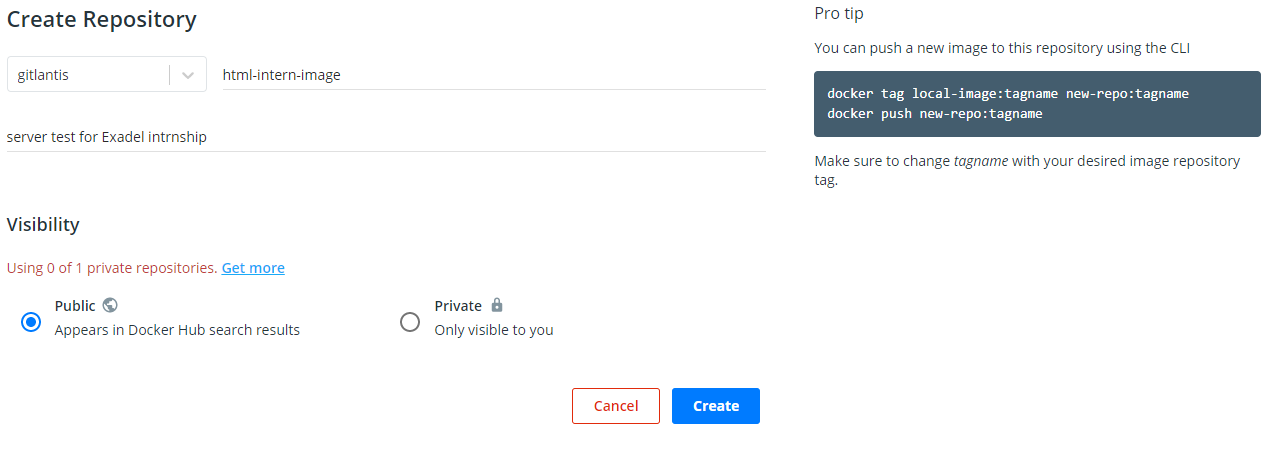 Create Repository
gitlantis
html-intern-image
server test for Exadel intrnship
Visibility
Using 0 of 1 private repositories. Get more
Public
Appears in Docker Hub search results
Private
Only visible to you
Cancel
Create
Pro tip
You can push a new image to this repository using the CLI
docker tag local-image:tagname new-repo:tagname
docker push new-repo:tagname
Make sure to change tagname with your desired image repository
tag.